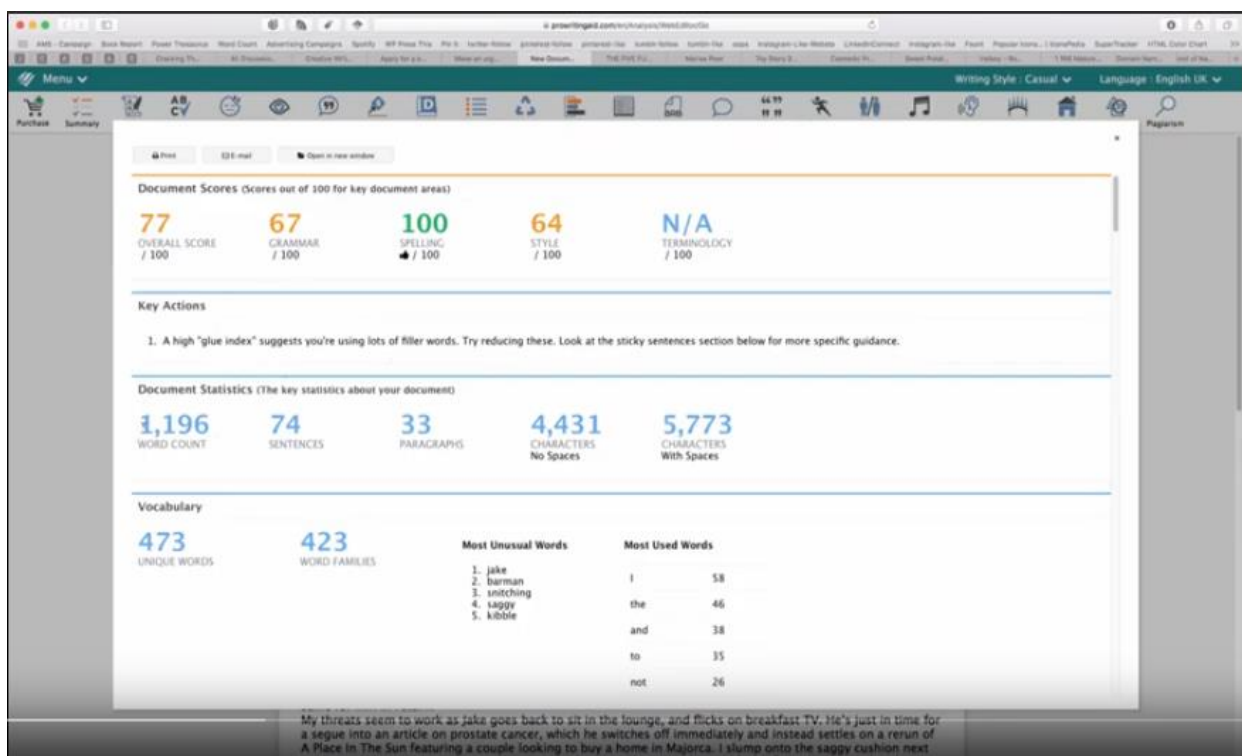 prowritingaid.com/en/Analysis/WebEditor/Go
Menu
Writing Style : Casual
Language : English UK
Purchase
Summary
Plagiarism
Print
E-mail
Open in new window
Document Scores (Scores out of 100 for key document areas)
77
OVERALL SCORE
/ 100
67
GRAMMAR
/ 100
100
SPELLING
/ 100
64
STYLE
/ 100
N/A
TERMINOLOGY
/ 100
Key Actions
1. A high "glue index" suggests you're using lots of filler words. Try reducing these. Look at the sticky sentences section below for more specific guidance.
Document Statistics (The key statistics about your document)
1,196
WORD COUNT
74
SENTENCES
33
PARAGRAPHS
4,431
CHARACTERS
No Spaces
5,773
CHARACTERS
With Spaces
Vocabulary
473
UNIQUE WORDS
423
WORD FAMILIES
Most Unusual Words
1. jake
2. barman
3. snitching
4. saggy
5. kibble
Most Used Words
I 58
the 46
and 38
to 35
not 26
My threats seem to work as Jake goes back to sit in the lounge, and flicks on breakfast TV. He's just in time for
a segue into an article on prostate cancer, which he switches off immediately and instead settles on a rerun of
A Place In The Sun featuring a couple looking to buy a home in Majorca. I slump onto the saggy cushion next